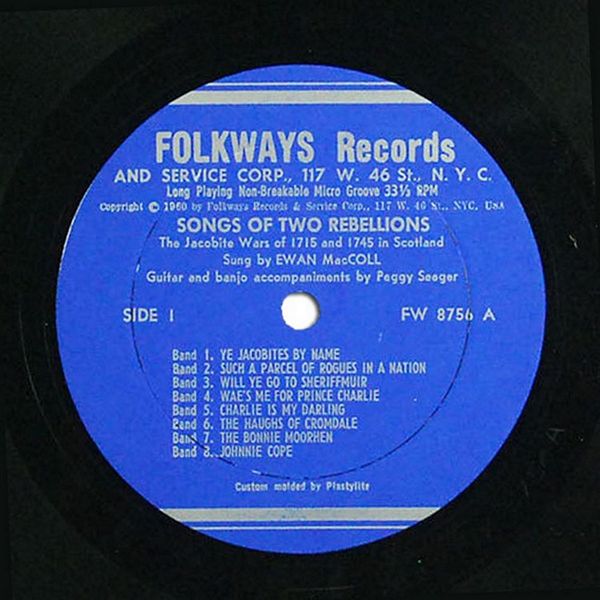 FOLKWAYS Records
AND SERVICE CORP., 117 W. 46 St., N. Y. C.
Long Playing Non-Breakable Micro Groove 33⅓ RPM
Copyright © 1960 by Folkways Records & Service Corp., 117 W. 46 St., NYC, USA
SONGS OF TWO REBELLIONS
The Jacobite Wars of 1715 and 1745 in Scotland
Sung by EWAN MacCOLL
Guitar and banjo accompaniments by Peggy Seeger
SIDE I FW 8756 A
Band 1. YE JACOBITES BY NAME
Band 2. SUCH A PARCEL OF ROGUES IN A NATION
Band 3. WILL YE GO TO SHERIFFMUIR
Band 4. WAE'S ME FOR PRINCE CHARLIE
Band 5. CHARLIE IS MY DARLING
Band 6. THE HAUGHS OF CROMDALE
Band 7. THE BONNIE MOORHEN
Band 8. JOHNNIE COPE
Custom molded by Plastylite